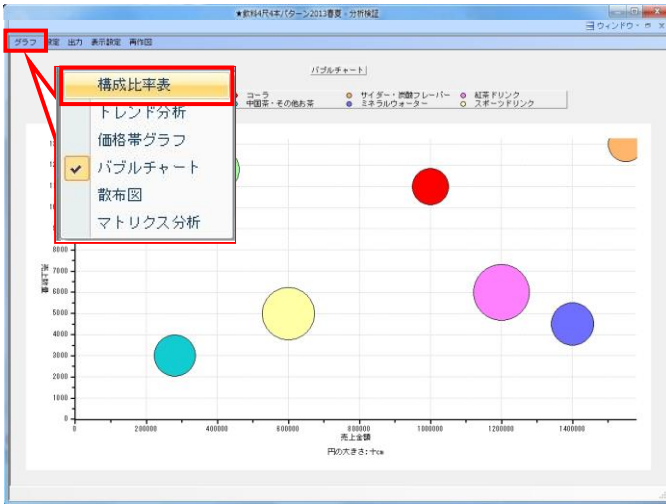 ★飲料4尺4本パターン2013春夏 - 分析検証
ウィンドウ
グラフ 設定 出力 表示設定 再作図
バブルチャート
コーラ サイダー・炭酸フレーバー 紅茶ドリンク
中国茶・その他お茶 ミネラルウォーター スポーツドリンク
構成比率表
トレンド分析
価格帯グラフ
バブルチャート
散布図
マトリクス分析
8000
7000
6000
5000
4000
3000
2000
1000
0
売上数量
0 200000 400000 600000 800000 1000000 1200000 1400000
売上金額
円の大きさ:十cm